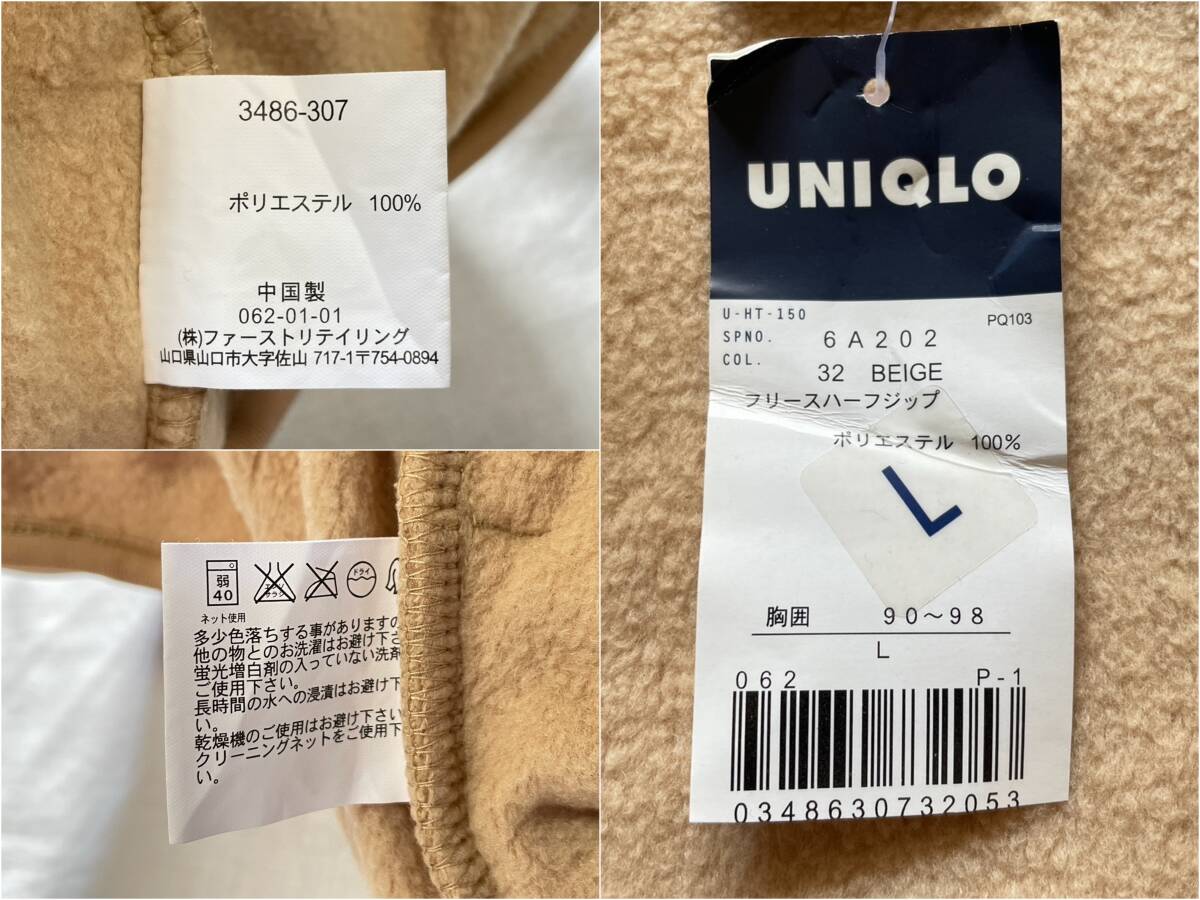 3486-307
ポリエステル 100%
中国製
062-01-01
(株)ファーストリテイリング
山口県山口市大字佐山 717-1〒754-0894
弱
40
エンソ
サラシ
ドライ
ネット使用
多少色落ちする事がありますの
他の物とのお洗濯はお避け下さ
蛍光増白剤の入っていない洗剤
ご使用下さい。
長時間の水への浸漬はお避け下
い。
乾燥機のご使用はお避け下さい
クリーニングネットをご使用下
い。
UNIQLO
U-HT-150
PQ103
SPNO. 6A202
COL. 32 BEIGE
フリースハーフジップ
ポリエステル 100%
L
胸囲 90～98
L
062 P-1
0348630732053